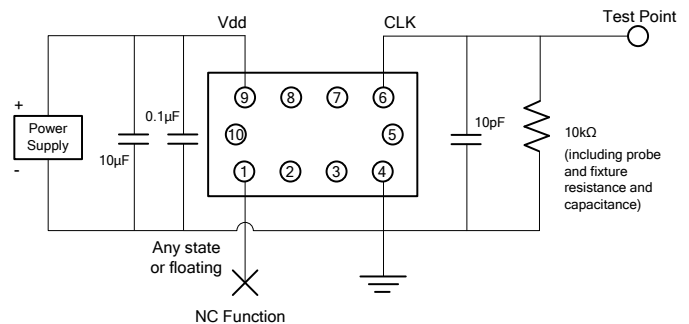 Vdd
CLK
Test Point
+
Power
Supply
-
10µF
0.1µF
9
8
7
6
10
5
1
2
3
4
10pF
10kΩ
(including probe
and fixture
resistance and
capacitance)
Any state
or floating
NC Function